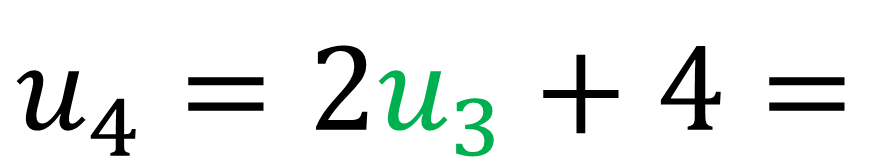 𝑢₄ = 2𝑢₃ + 4 =